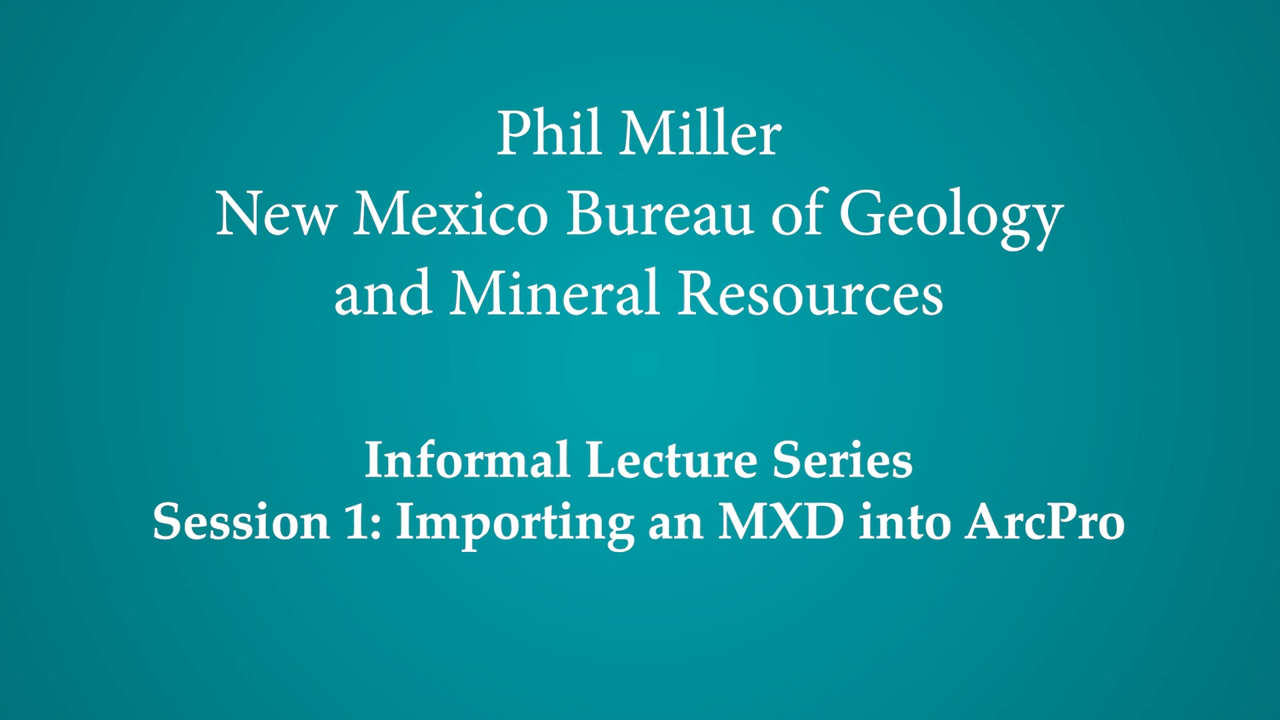 Phil Miller
New Mexico Bureau of Geology
and Mineral Resources
Informal Lecture Series
Session 1: Importing an MXD into ArcPro